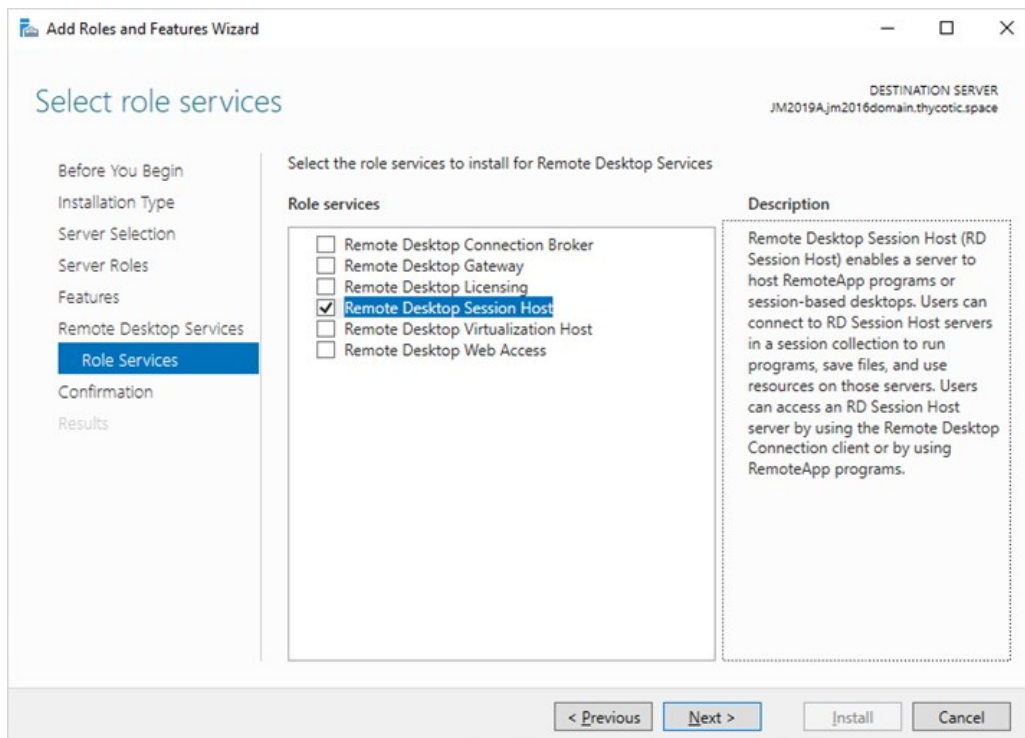 Add Roles and Features Wizard
Select role services
DESTINATION SERVER
JM2019A.jm2016domain.thycotic.space
Before You Begin
Installation Type
Server Selection
Server Roles
Features
Remote Desktop Services
Role Services
Confirmation
Results
Select the role services to install for Remote Desktop Services
Role services
Remote Desktop Connection Broker
Remote Desktop Gateway
Remote Desktop Licensing
Remote Desktop Session Host
Remote Desktop Virtualization Host
Remote Desktop Web Access
Description
Remote Desktop Session Host (RD
Session Host) enables a server to
host RemoteApp programs or
session-based desktops. Users can
connect to RD Session Host servers
in a session collection to run
programs, save files, and use
resources on those servers. Users
can access an RD Session Host
server by using the Remote Desktop
Connection client or by using
RemoteApp programs.
< Previous
Next >
Install
Cancel